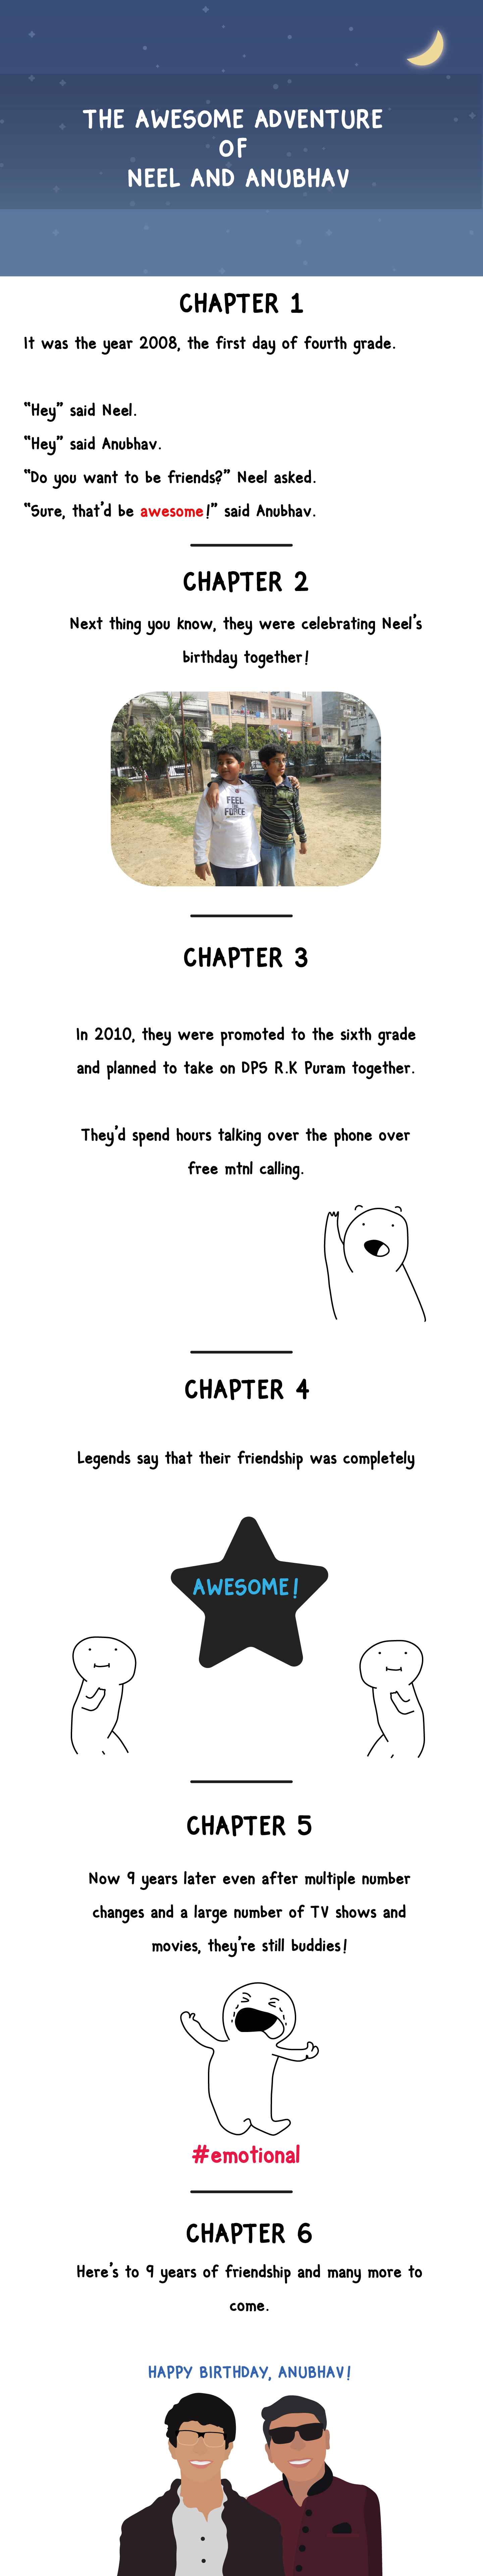 THE AWESOME ADVENTURE
OF
NEEL AND ANUBHAV
CHAPTER 1
It was the year 2008, the first day of fourth grade.
“Hey” said Neel.
“Hey” said Anubhav.
“Do you want to be friends?” Neel asked.
“Sure, that’d be awesome!” said Anubhav.
CHAPTER 2
Next thing you know, they were celebrating Neel’s
birthday together!
FEEL
THE
FORCE
CHAPTER 3
In 2010, they were promoted to the sixth grade
and planned to take on DPS R.K Puram together.
They’d spend hours talking over the phone over
free mtnl calling.
CHAPTER 4
Legends say that their friendship was completely
AWESOME!
CHAPTER 5
Now 9 years later even after multiple number
changes and a large number of TV shows and
movies, they’re still buddies!
#emotional
CHAPTER 6
Here’s to 9 years of friendship and many more to
come.
HAPPY BIRTHDAY, ANUBHAV!